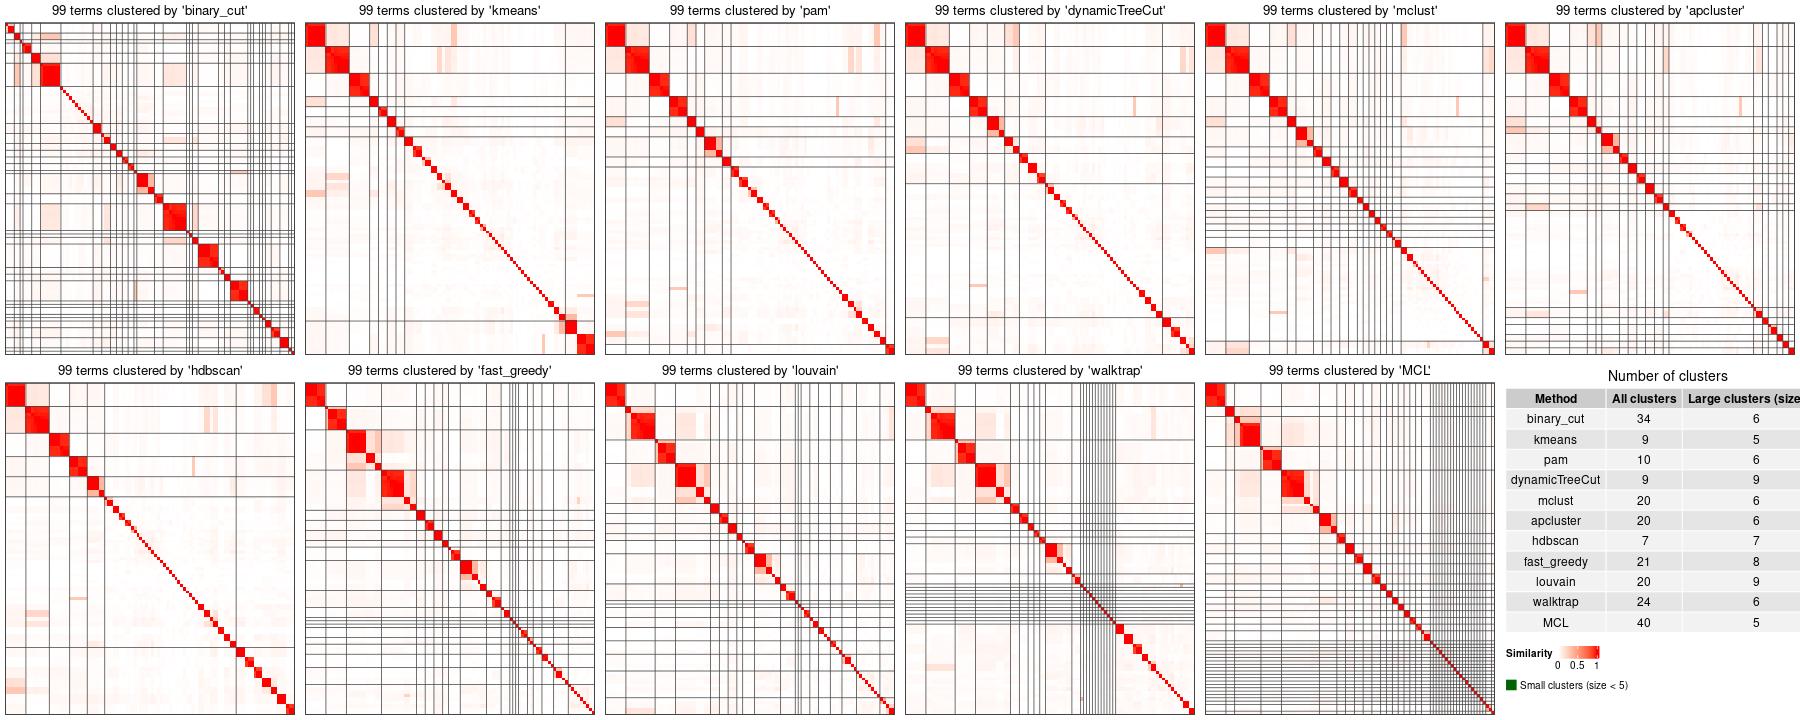 99 terms clustered by 'binary_cut'
99 terms clustered by 'kmeans'
99 terms clustered by 'pam'
99 terms clustered by 'dynamicTreeCut'
99 terms clustered by 'mclust'
99 terms clustered by 'apcluster'
99 terms clustered by 'hdbscan'
99 terms clustered by 'fast_greedy'
99 terms clustered by 'louvain'
99 terms clustered by 'walktrap'
99 terms clustered by 'MCL'
Number of clusters
Method All clusters Large clusters (size
binary_cut 34 6
kmeans 9 5
pam 10 6
dynamicTreeCut 9 9
mclust 20 6
apcluster 20 6
hdbscan 7 7
fast_greedy 21 8
louvain 20 9
walktrap 24 6
MCL 40 5
Similarity
0 0.5 1
Small clusters (size < 5)